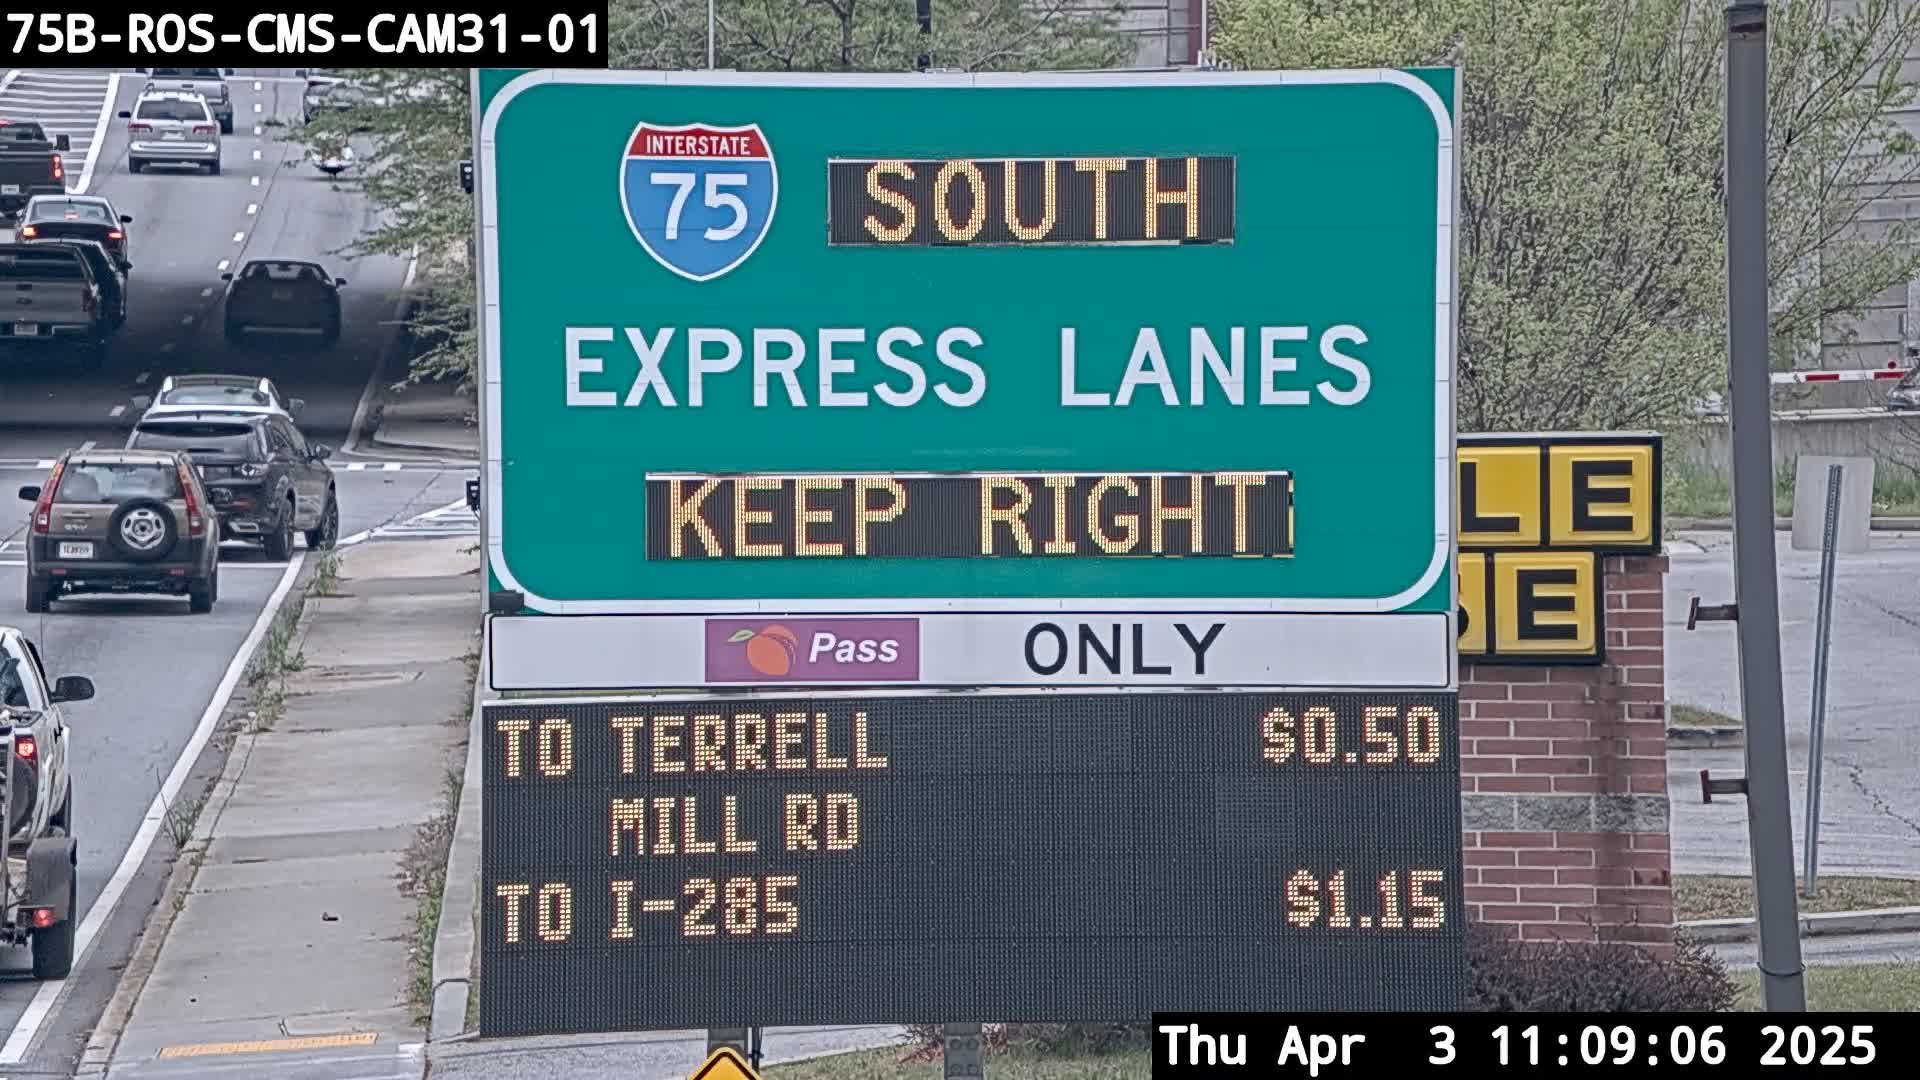 75B-ROS-CMS-CAM31-01
INTERSTATE
75
SOUTH
EXPRESS LANES
KEEP RIGHT
Pass ONLY
TO TERRELL $0.50
MILL RD
TO I-285 $1.15
LE
E
Thu Apr 3 11:09:06 2025